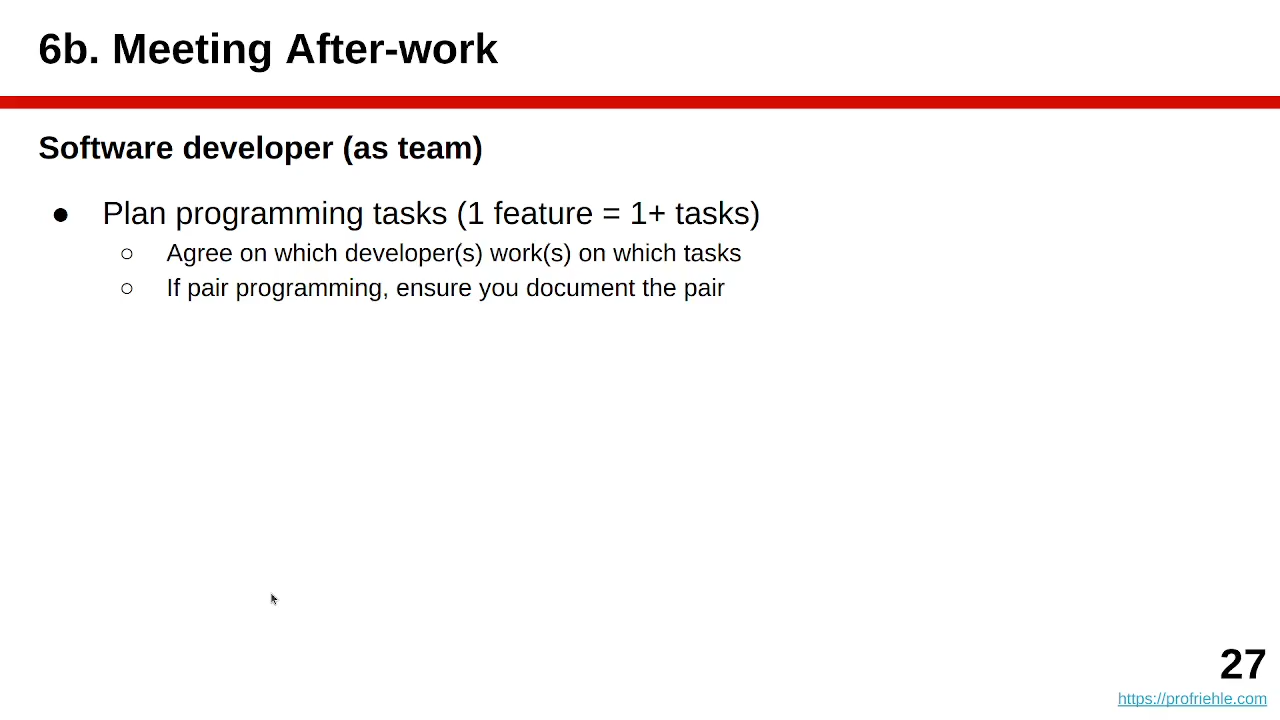 6b. Meeting After-work
Software developer (as team)
● Plan programming tasks (1 feature = 1+ tasks)
○ Agree on which developer(s) work(s) on which tasks
○ If pair programming, ensure you document the pair
27
https://profriehle.com